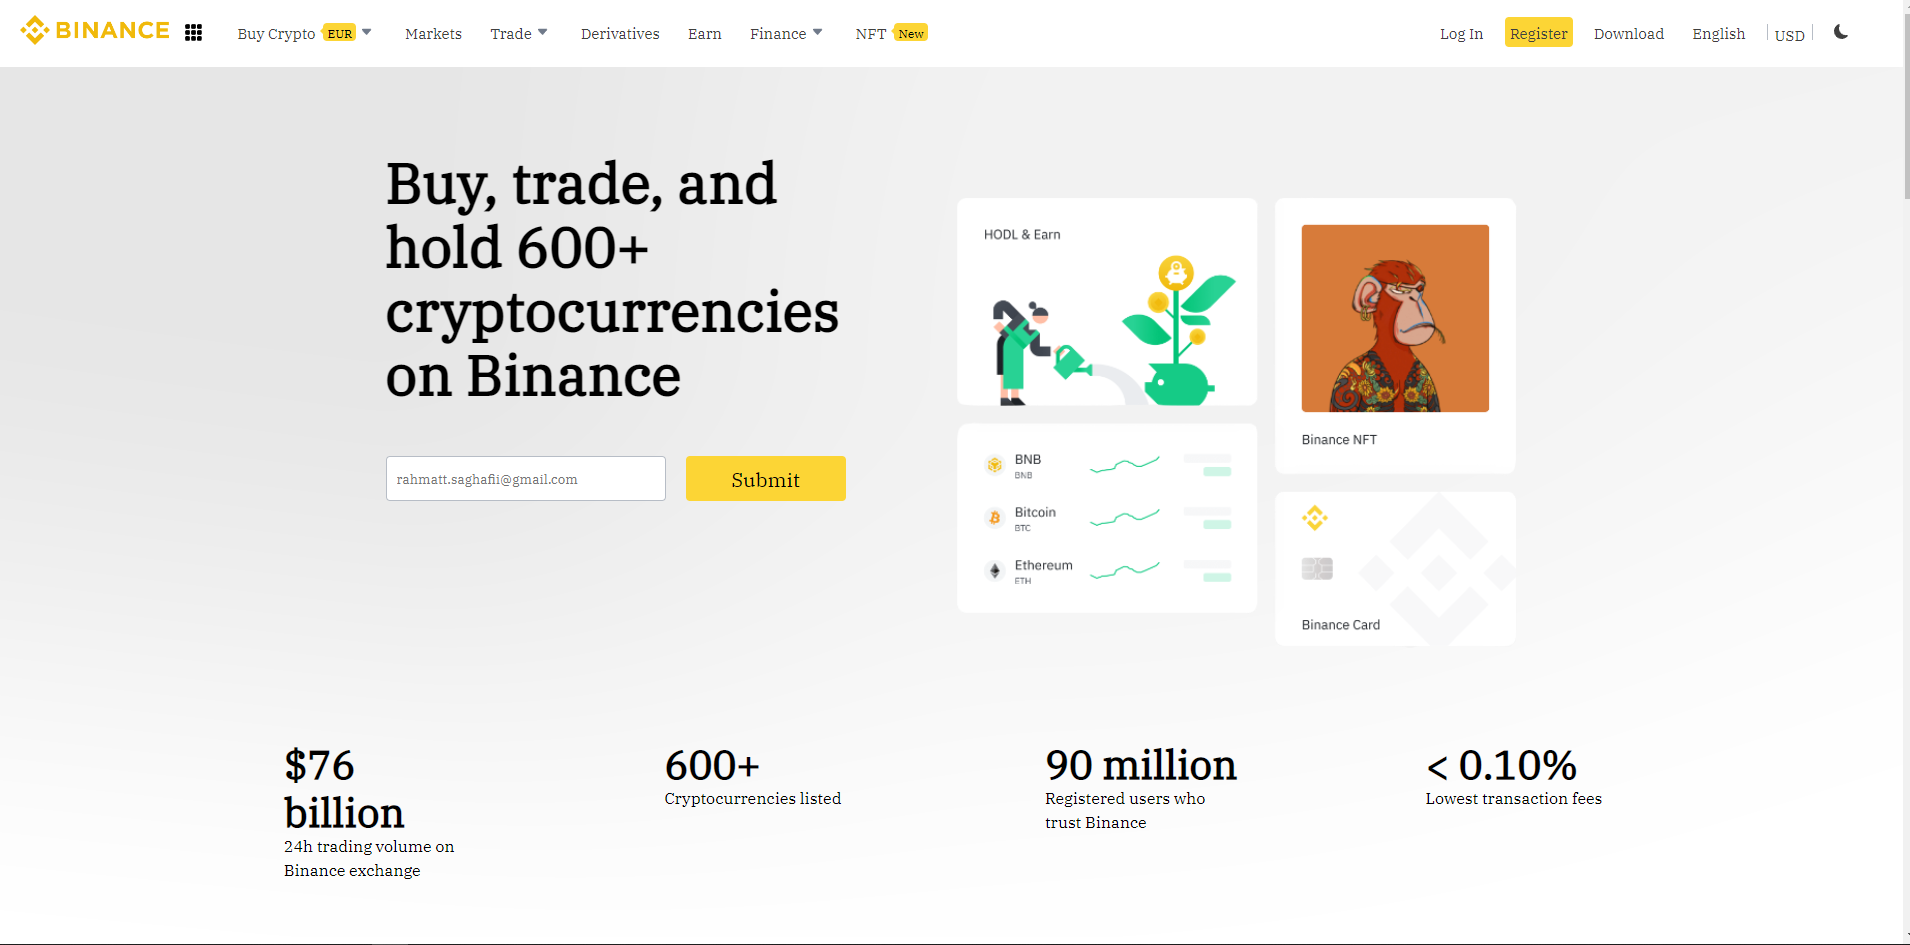 BINANCE
Buy Crypto EUR
Markets
Trade
Derivatives
Earn
Finance
NFT New
Log In
Register
Download
English
USD
Buy, trade, and
hold 600+
cryptocurrencies
on Binance
rahmatt.saghafii@gmail.com
Submit
HODL & Earn
Binance NFT
BNB
BNB
Bitcoin
BTC
Ethereum
ETH
Binance Card
$76
billion
24h trading volume on
Binance exchange
600+
Cryptocurrencies listed
90 million
Registered users who
trust Binance
< 0.10%
Lowest transaction fees